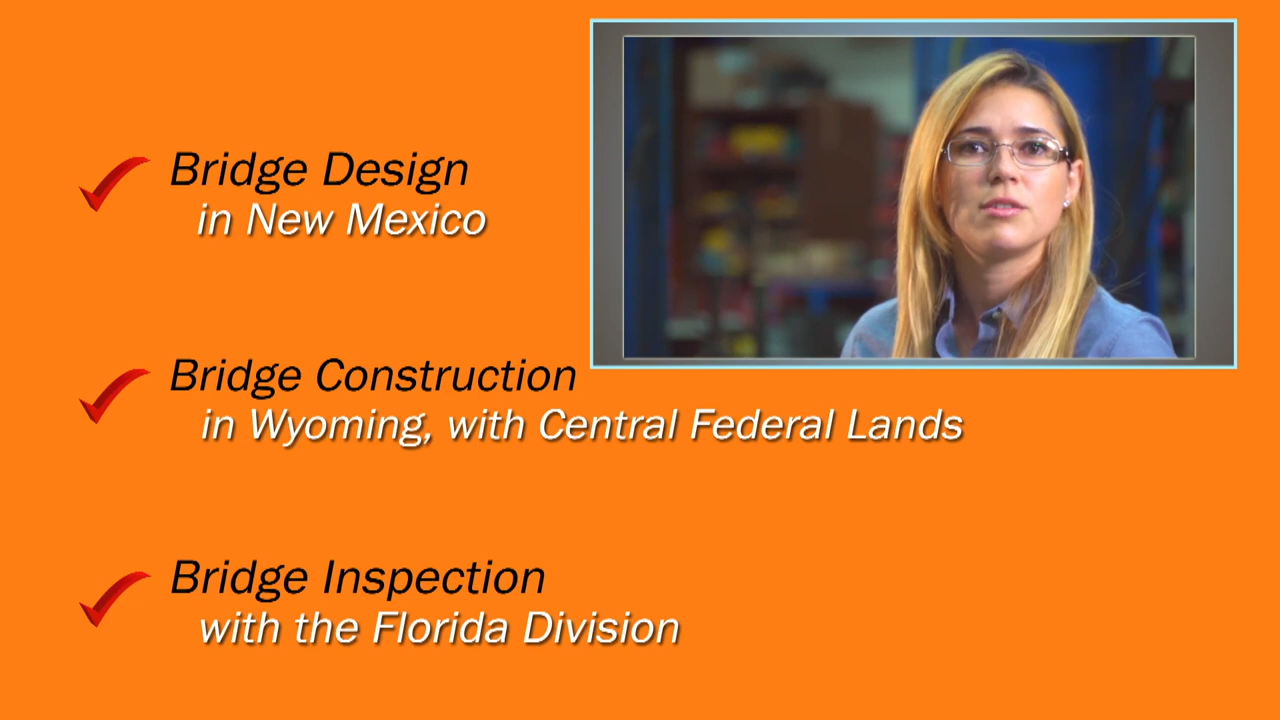 Bridge Design
in New Mexico
Bridge Construction
in Wyoming, with Central Federal Lands
Bridge Inspection
with the Florida Division